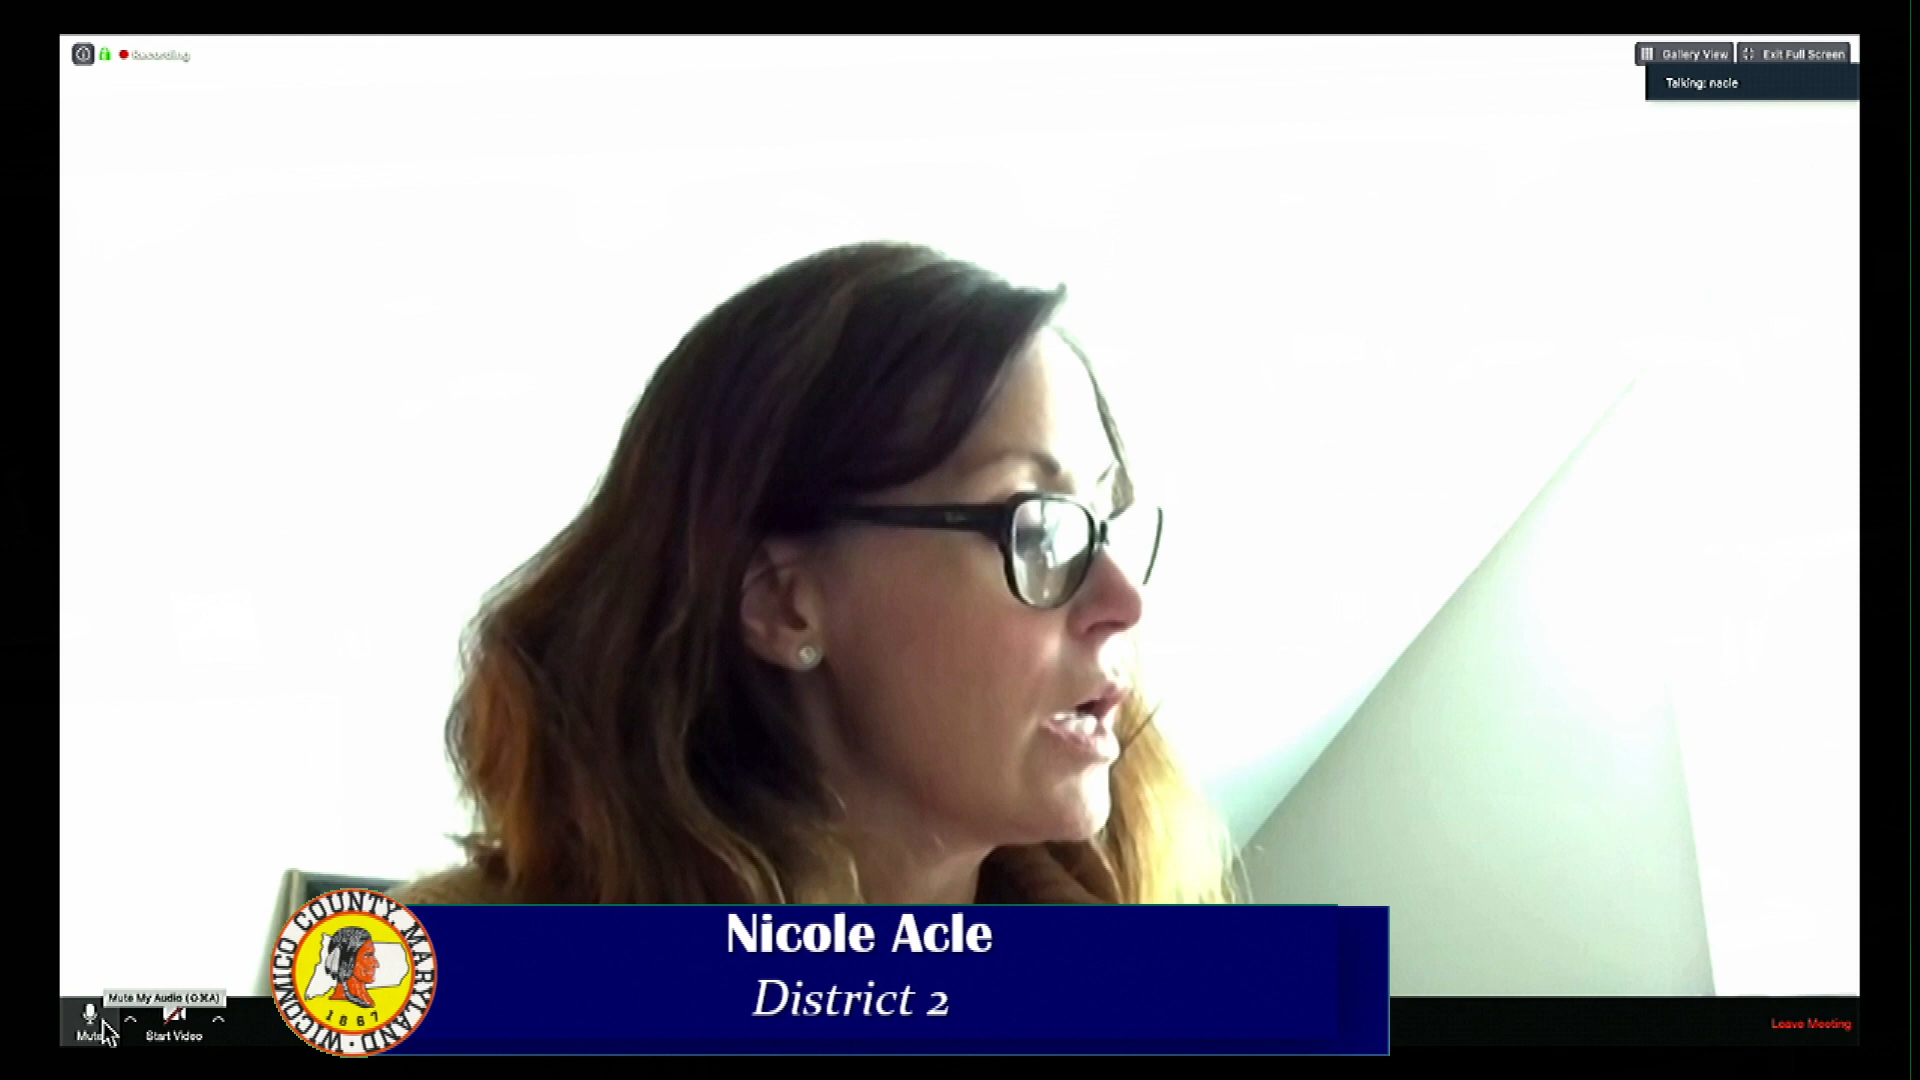 Recording
Gallery View
Exit Full Screen
Talking: nacle
Nicole Acle
District 2
WICOMICO COUNTY, MARYLAND
1867
Mute My Audio (⇧⌘A)
Mute
Start Video
Leave Meeting